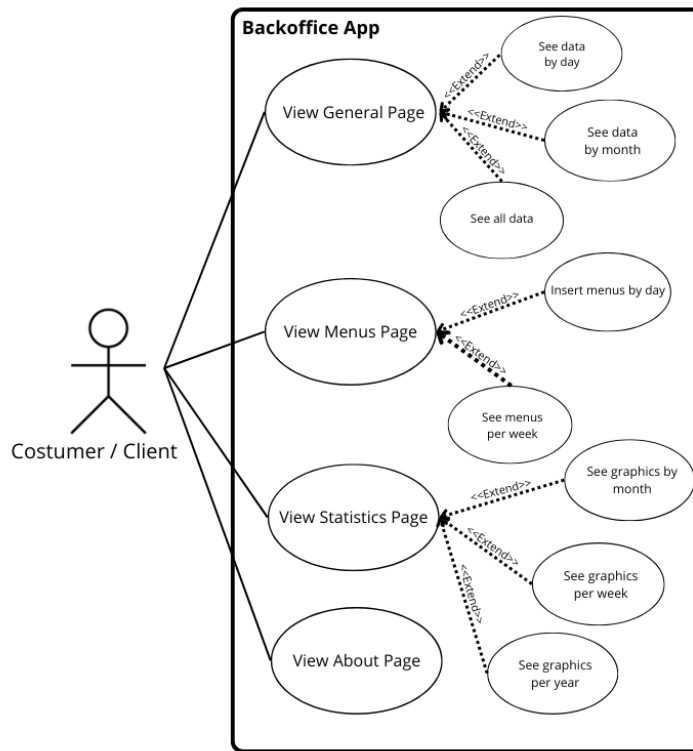 Backoffice App
See data
by day
<<Extend>>
View General Page
<<Extend>>
See data
by month
<<Extend>>
See all data
Insert menus by day
<<Extend>>
View Menus Page
<<Extend>>
See menus
per week
Costumer / Client
See graphics by
month
<<Extend>>
View Statistics Page
<<Extend>>
See graphics
per week
<<Extend>>
View About Page
See graphics
per year